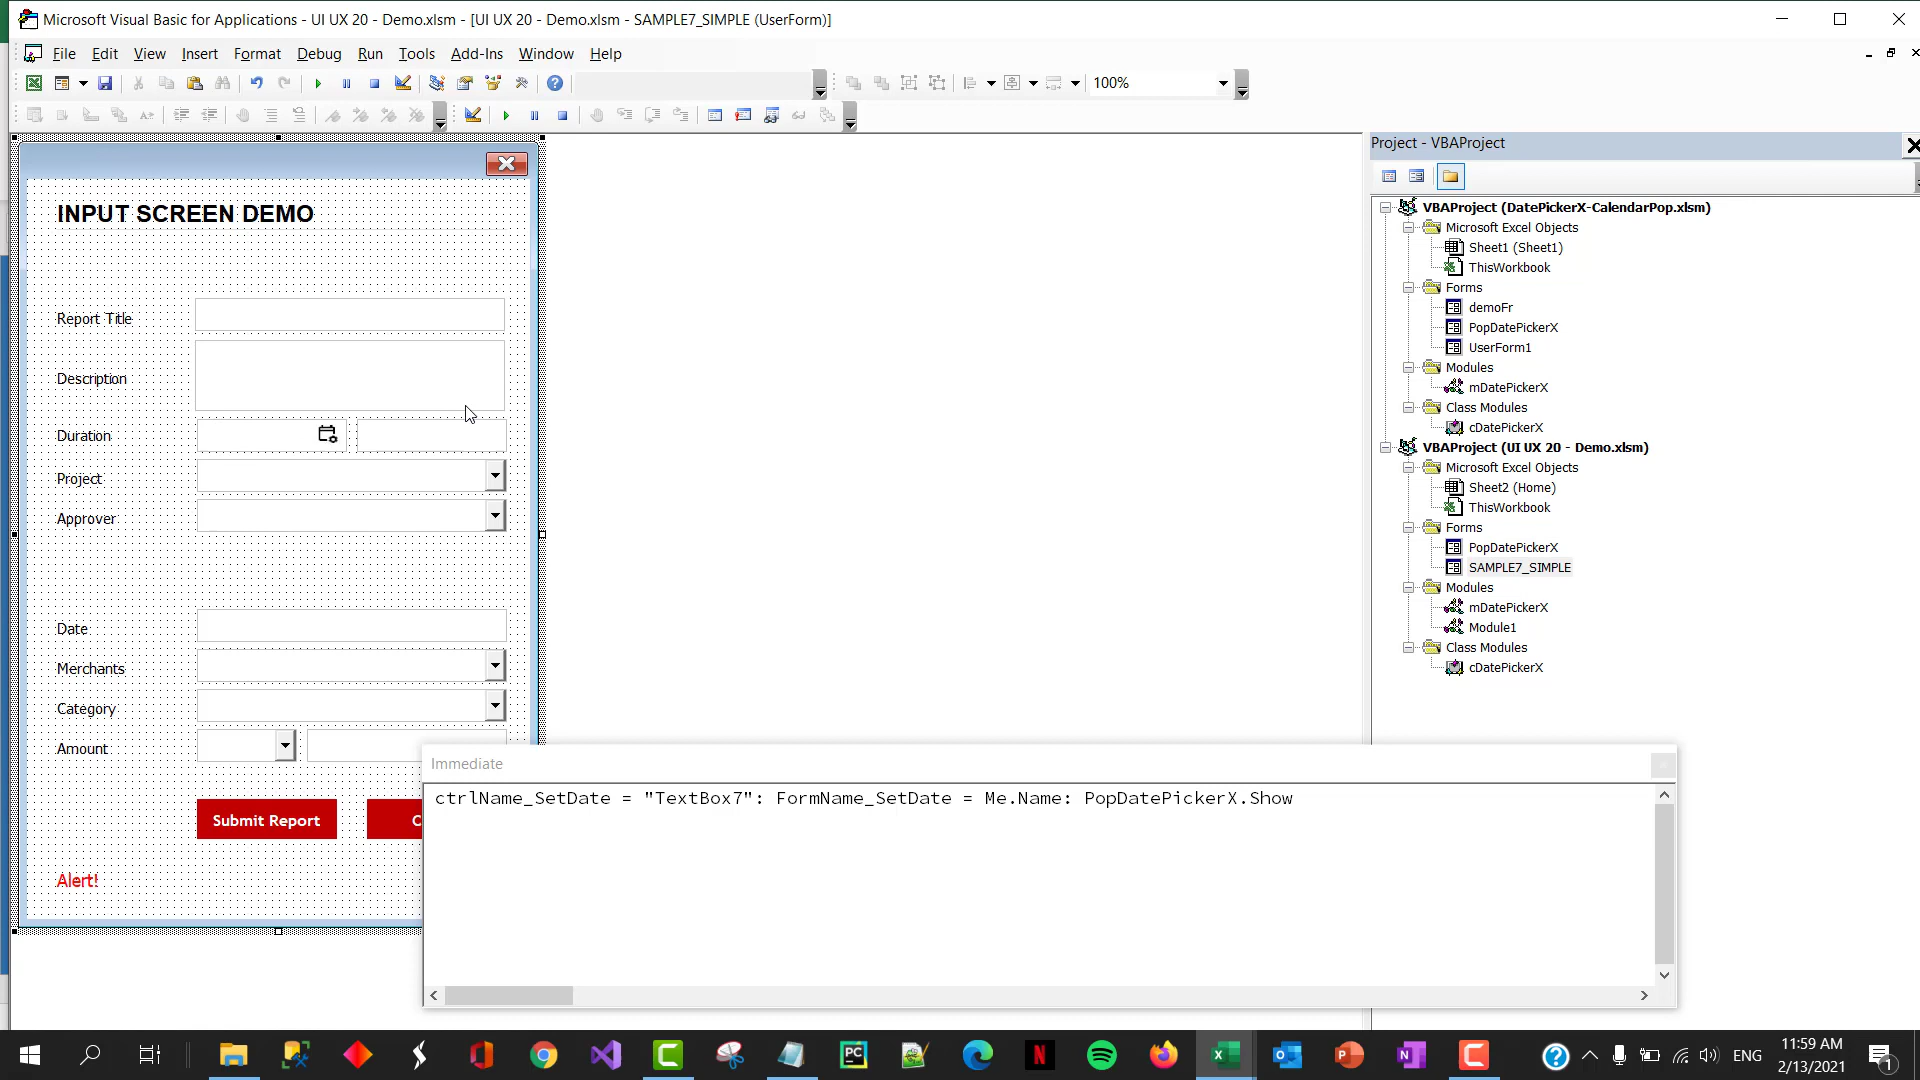 Microsoft Visual Basic for Applications - UI UX 20 - Demo.xlsm - [UI UX 20 - Demo.xlsm - SAMPLE7_SIMPLE (UserForm)]
File Edit View Insert Format Debug Run Tools Add-Ins Window Help
100%
INPUT SCREEN DEMO
Report Title
Description
Duration
Project
Approver
Date
Merchants
Category
Amount
Submit Report
C
Alert!
Immediate
ctrlName_SetDate = "TextBox7": FormName_SetDate = Me.Name: PopDatePickerX.Show
Project - VBAProject
VBAProject (DatePickerX-CalendarPop.xlsm)
Microsoft Excel Objects
Sheet1 (Sheet1)
ThisWorkbook
Forms
demoFr
PopDatePickerX
UserForm1
Modules
mDatePickerX
Class Modules
cDatePickerX
VBAProject (UI UX 20 - Demo.xlsm)
Microsoft Excel Objects
Sheet2 (Home)
ThisWorkbook
Forms
PopDatePickerX
SAMPLE7_SIMPLE
Modules
mDatePickerX
Module1
Class Modules
cDatePickerX
ENG
11:59 AM
2/13/2021
1